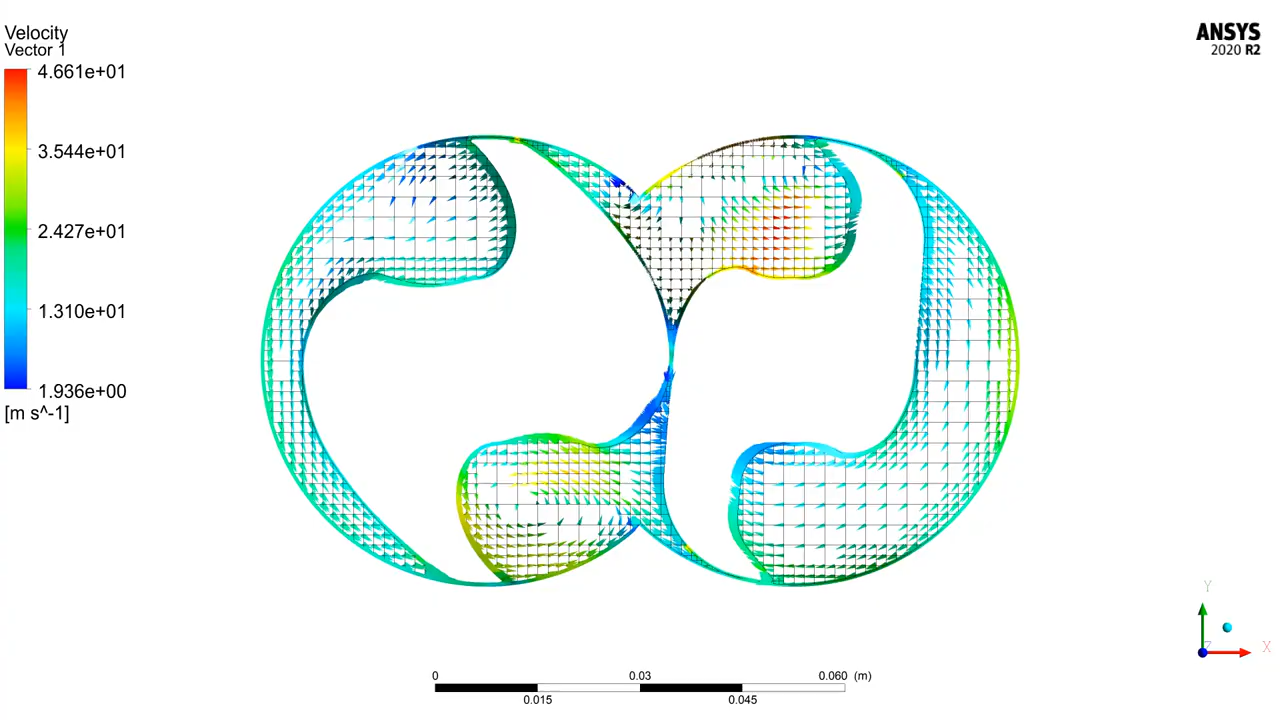 Velocity
Vector 1
4.661e+01
3.544e+01
2.427e+01
1.310e+01
1.936e+00
[m s^-1]
ANSYS
2020 R2
Y
Z
X
0
0.03
0.060 (m)
0.015
0.045